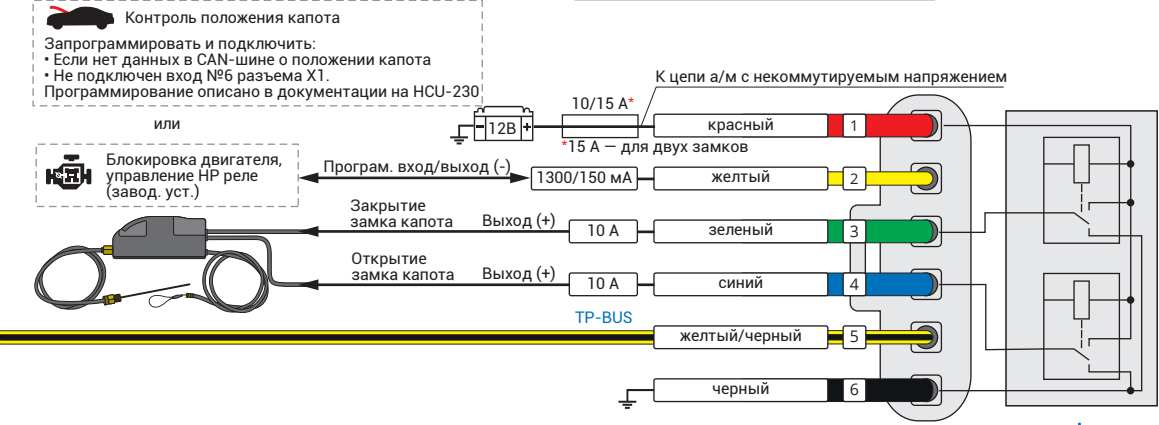 Контроль положения капота
Запрограммировать и подключить:
• Если нет данных в CAN-шине о положении капота
• Не подключен вход №6 разъема X1.
Программирование описано в документации на HCU-230
или
Блокировка двигателя,
управление НР реле
(завод. уст.)
К цепи а/м с некоммутируемым напряжением
10/15 А*
- 12В +
красный 1
*15 А — для двух замков
Програм. вход/выход (-)
1300/150 мА
желтый 2
Закрытие
замка капота
Выход (+)
10 А
зеленый 3
Открытие
замка капота
Выход (+)
10 А
синий 4
TP-BUS
желтый/черный 5
черный 6